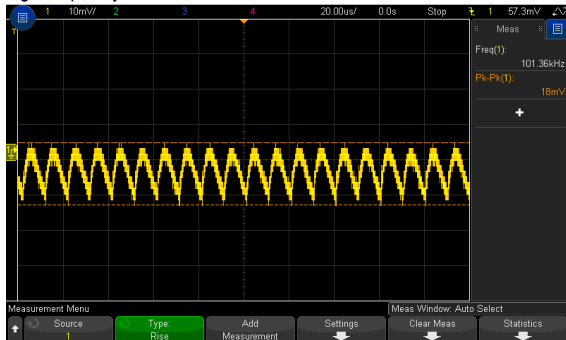 1 10mV/ 2 3 4 20.00us/ 0.0s Stop 1 57.3mV
Meas
T
Freq(1):
101.36kHz
Pk-Pk(1):
18mV
+
1
Measurement Menu
Meas Window: Auto Select
Source Type: Add Settings Clear Meas Statistics
1 Rise Measurement